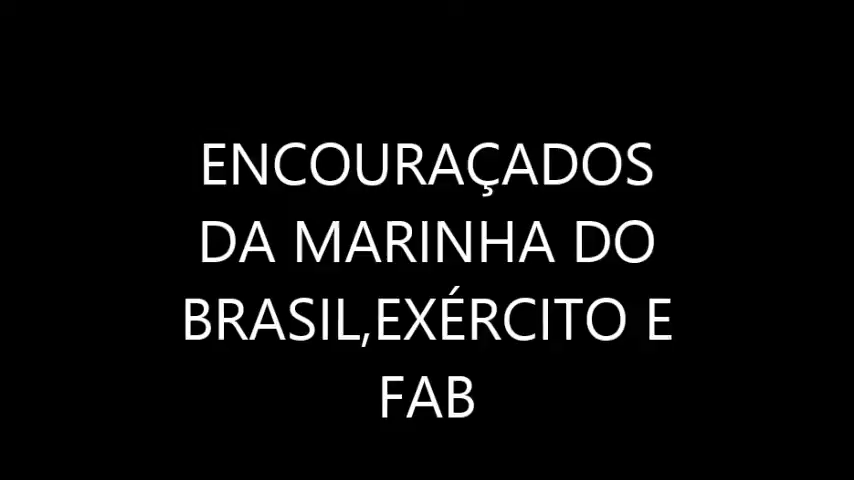 ENCOURAÇADOS
DA MARINHA DO
BRASIL,EXÉRCITO E
FAB